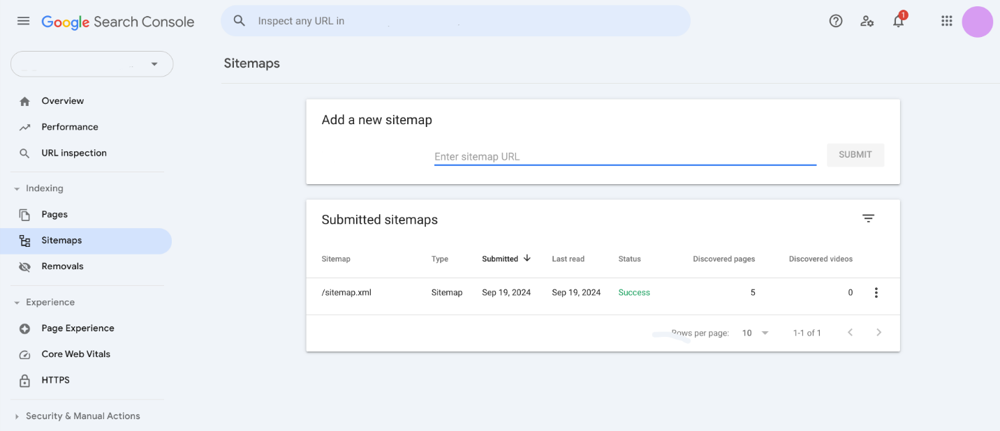 Google Search Console
Inspect any URL in
1
Sitemaps
Overview
Performance
URL inspection
Indexing
Pages
Sitemaps
Removals
Experience
Page Experience
Core Web Vitals
HTTPS
Security & Manual Actions
Add a new sitemap
Enter sitemap URL
SUBMIT
Submitted sitemaps
Sitemap Type Submitted Last read Status Discovered pages Discovered videos
/sitemap.xml Sitemap Sep 19, 2024 Sep 19, 2024 Success 5 0
Rows per page: 10 1-1 of 1